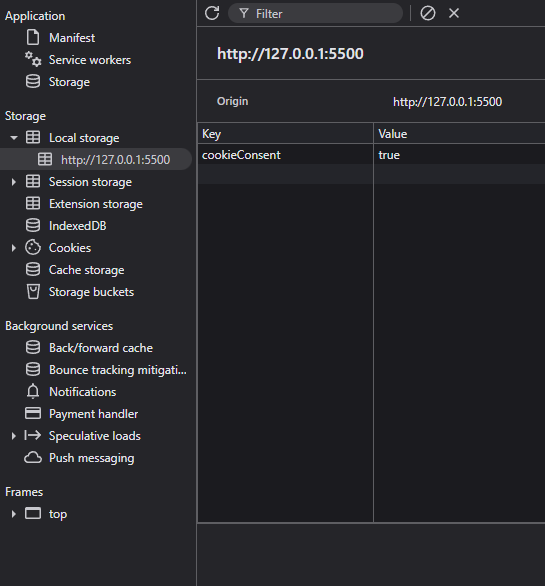 Application
Manifest
Service workers
Storage
Storage
Local storage
http://127.0.0.1:5500
Session storage
Extension storage
IndexedDB
Cookies
Cache storage
Storage buckets
Background services
Back/forward cache
Bounce tracking mitigati...
Notifications
Payment handler
Speculative loads
Push messaging
Frames
top
Filter
http://127.0.0.1:5500
Origin http://127.0.0.1:5500
Key Value
cookieConsent true